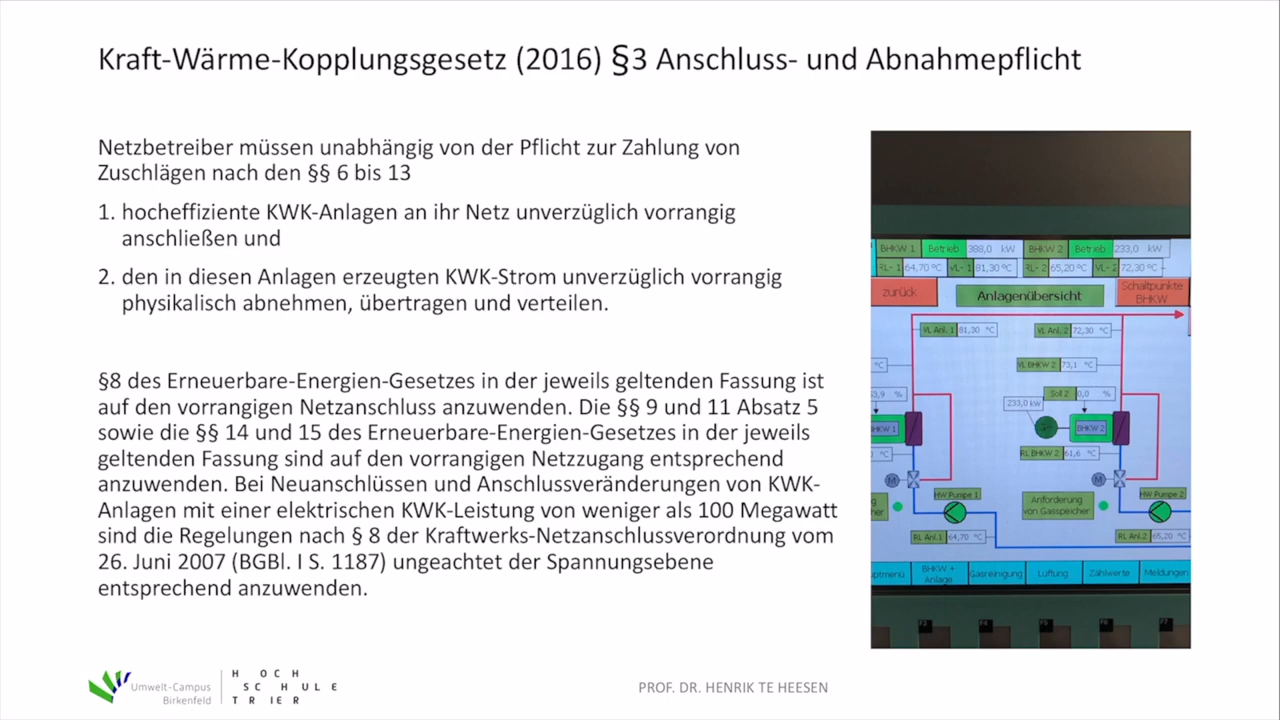 Kraft-Wärme-Kopplungsgesetz (2016) §3 Anschluss- und Abnahmepflicht
Netzbetreiber müssen unabhängig von der Pflicht zur Zahlung von
Zuschlägen nach den §§ 6 bis 13
1. hocheffiziente KWK-Anlagen an ihr Netz unverzüglich vorrangig
anschließen und
2. den in diesen Anlagen erzeugten KWK-Strom unverzüglich vorrangig
physikalisch abnehmen, übertragen und verteilen.
§8 des Erneuerbare-Energien-Gesetzes in der jeweils geltenden Fassung ist
auf den vorrangigen Netzanschluss anzuwenden. Die §§ 9 und 11 Absatz 5
sowie die §§ 14 und 15 des Erneuerbare-Energien-Gesetzes in der jeweils
geltenden Fassung sind auf den vorrangigen Netzzugang entsprechend
anzuwenden. Bei Neuanschlüssen und Anschlussveränderungen von KWK-
Anlagen mit einer elektrischen KWK-Leistung von weniger als 100 Megawatt
sind die Regelungen nach § 8 der Kraftwerks-Netzanschlussverordnung vom
26. Juni 2007 (BGBl. I S. 1187) ungeachtet der Spannungsebene
entsprechend anzuwenden.
BHKW 1 Betrieb 388,0 kW BHKW 2 Betrieb 233,0 kW
RL- 1 64,70 °C VL- 1 81,30 °C RL- 2 65,20 °C VL- 2 72,30 °C
zurück Anlagenübersicht Schaltpunkte
BHKW
VL Anl. 1 81,30 °C VL Anl. 2 72,30 °C
°C VL BHKW 2 73,1 °C
53,9 % Soll 2 0,0 %
233,0 kW
BHKW 1 BHKW 2
°C RL BHKW 2 61,6 °C
M M
HW Pumpe 1 HW Pumpe 2
Anforderung
von Gasspeicher
RL Anl.1 64,70 °C RL Anl.2 65,20 °C
uptmenü BHKW +
Anlage Gasreinigung Lüftung Zählwerte Meldungen
F3 F4 F5 F6 F7
Umwelt-Campus
Birkenfeld
HOCH
SCHULE
TRIER
PROF. DR. HENRIK TE HEESEN